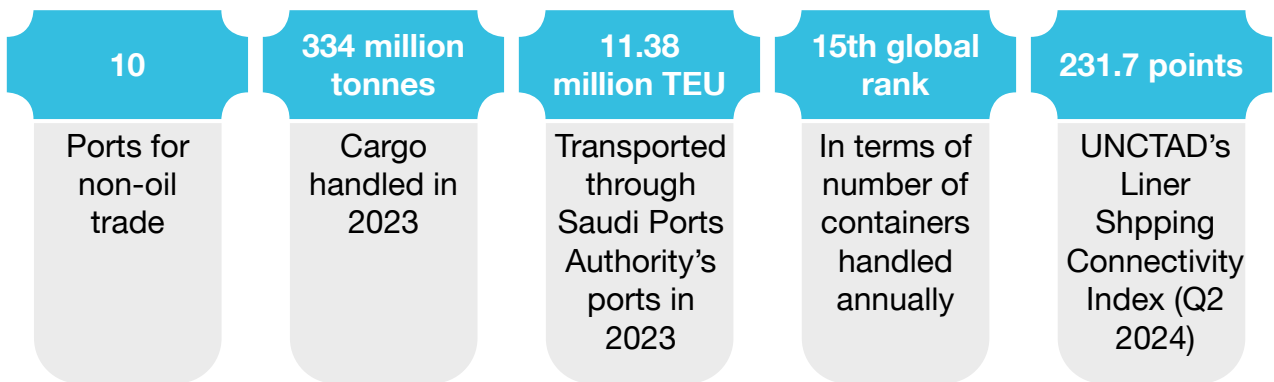 10
334 million
tonnes
11.38
million TEU
15th global
rank
231.7 points
Ports for
non-oil
trade
Cargo
handled in
2023
Transported
through
Saudi Ports
Authority’s
ports in
2023
In terms of
number of
containers
handled
annually
UNCTAD’s
Liner
Shpping
Connectivity
Index (Q2
2024)